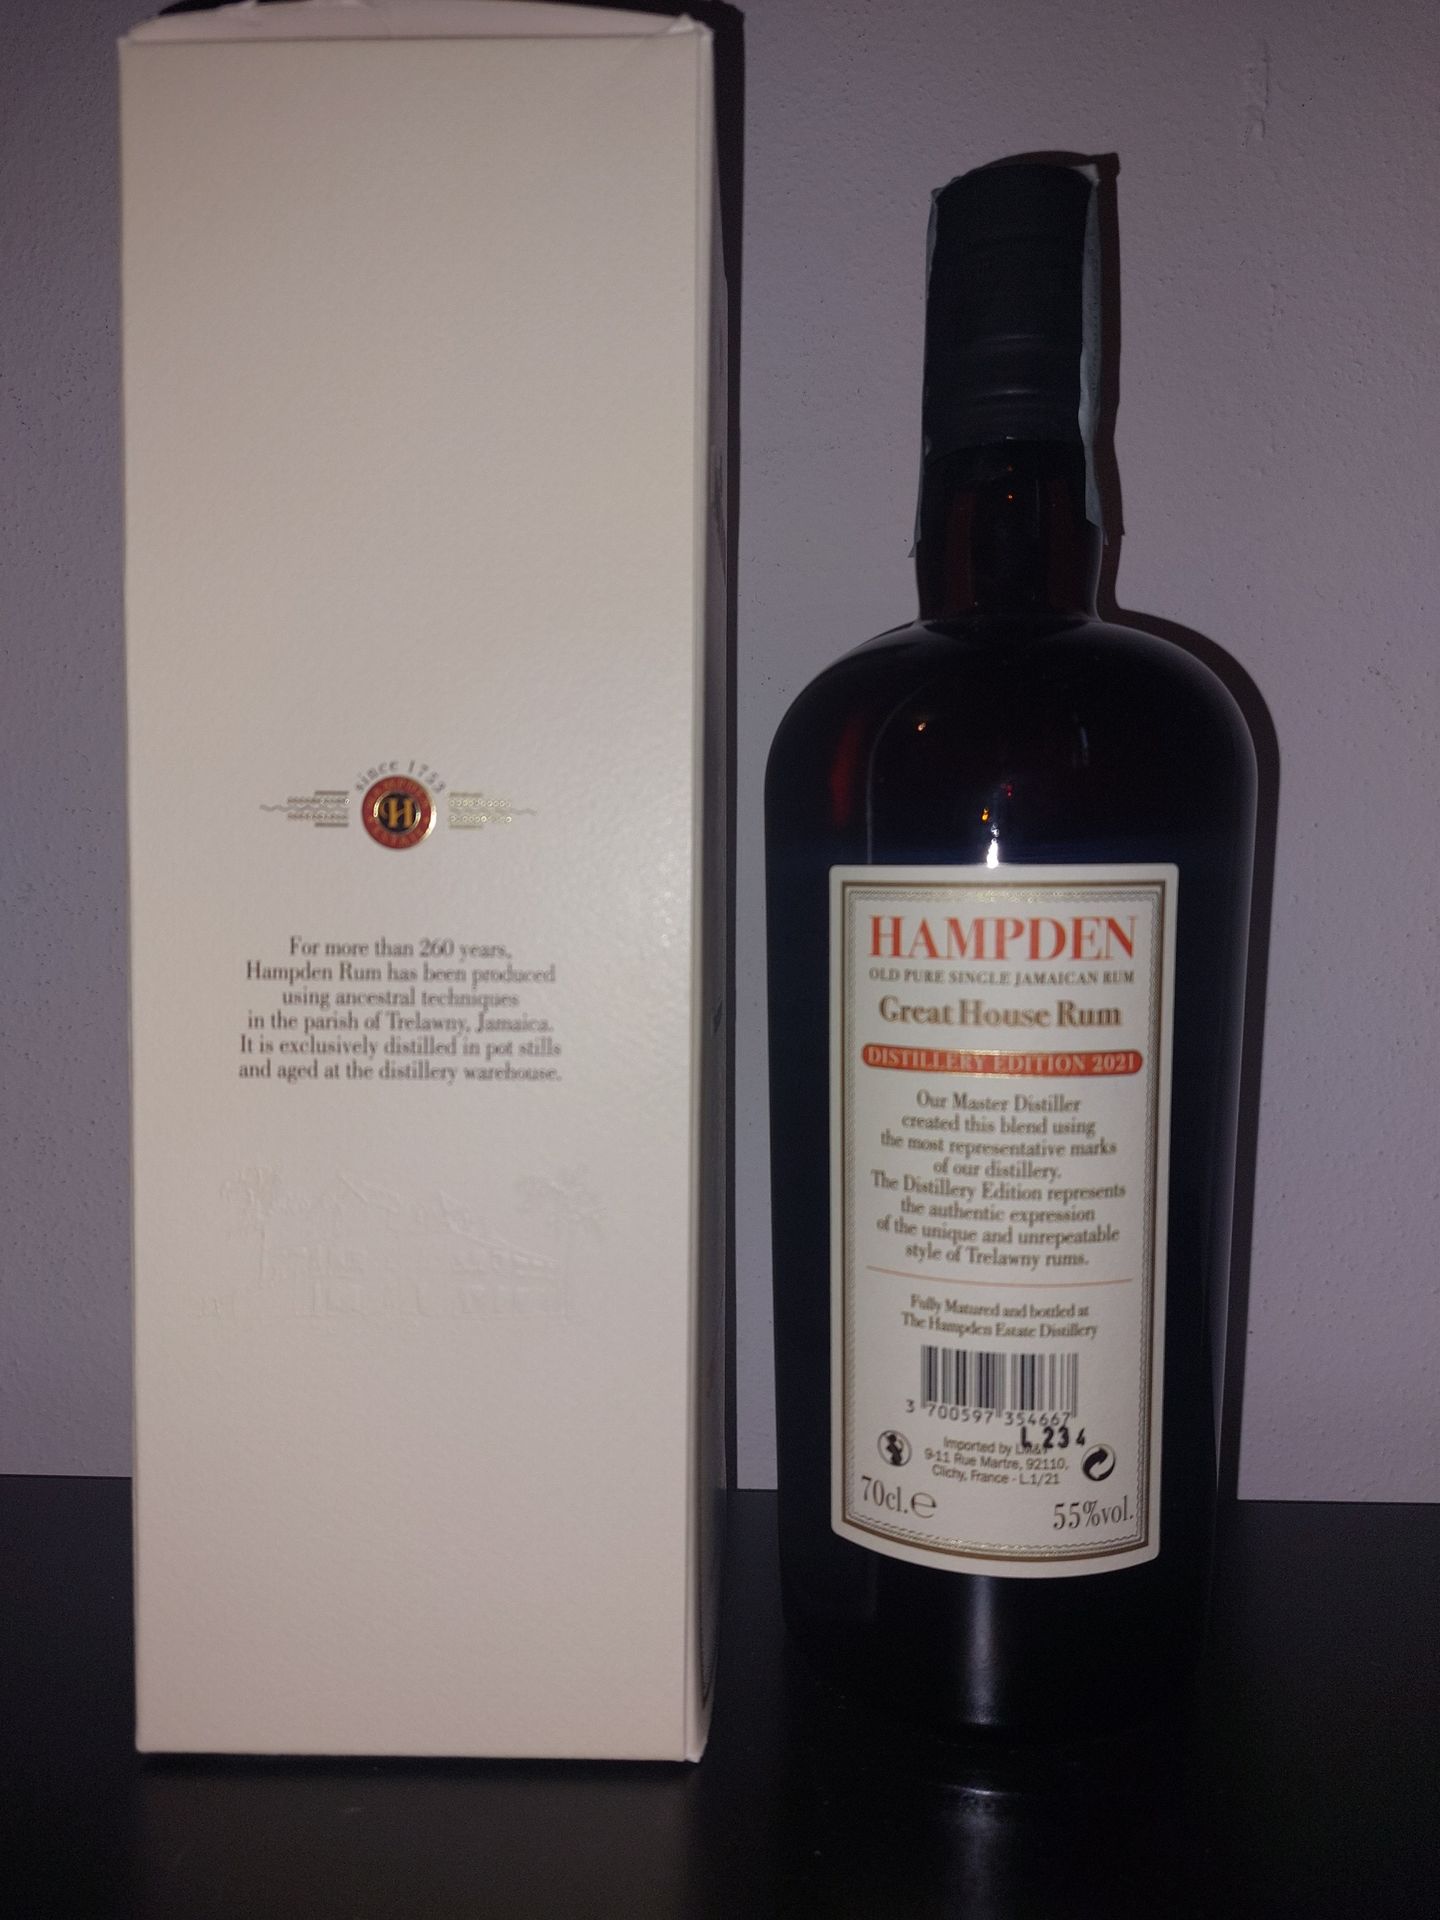 since 1753
HAMPDEN
ESTATE
H
For more than 260 years,
Hampden Rum has been produced
using ancestral techniques
in the parish of Trelawny, Jamaica.
It is exclusively distilled in pot stills
and aged at the distillery warehouse.
HAMPDEN
OLD PURE SINGLE JAMAICAN RUM
Great House Rum
DISTILLERY EDITION 2021
Our Master Distiller
created this blend using
the most representative marks
of our distillery.
The Distillery Edition represents
the authentic expression
of the unique and unrepeatable
style of Trelawny rums.
Fully Matured and bottled at
The Hampden Estate Distillery
3 700597 354667
L 234
Imported by LM&V
9-11 Rue Martre, 92110,
Clichy, France - L.1/21
70cl.℮
55%vol.